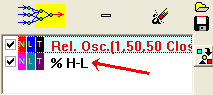 N L T Rel. Osc.(1,50,50 Clos
N L T % H-L